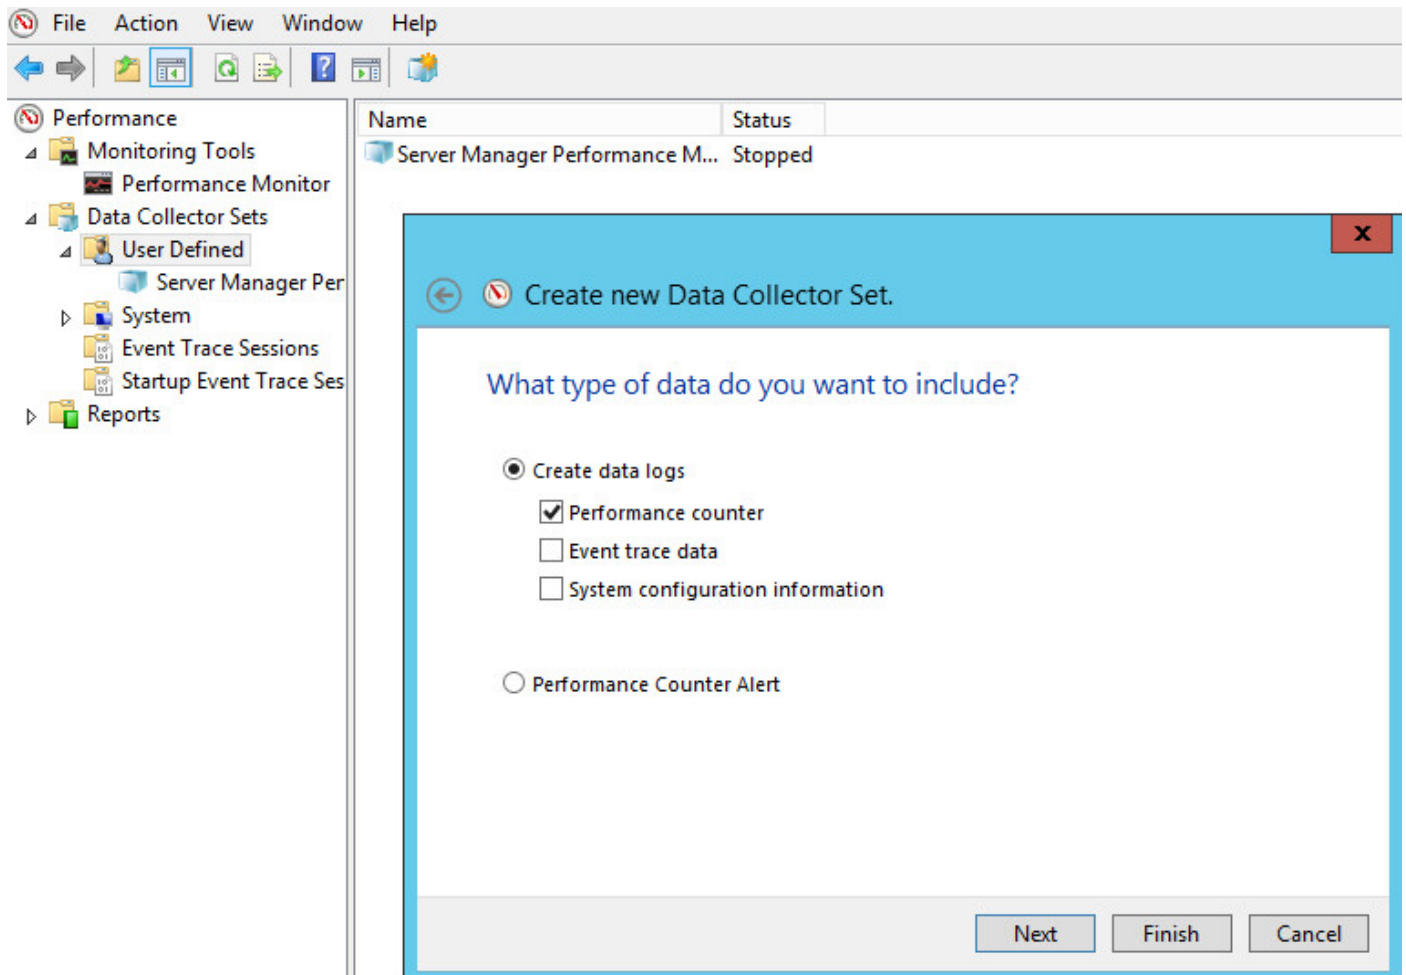 File Action View Window Help
Performance
Monitoring Tools
Performance Monitor
Data Collector Sets
User Defined
Server Manager Per
System
Event Trace Sessions
Startup Event Trace Ses
Reports
Name Status
Server Manager Performance M... Stopped
x
Create new Data Collector Set.
What type of data do you want to include?
Create data logs
Performance counter
Event trace data
System configuration information
Performance Counter Alert
Next Finish Cancel